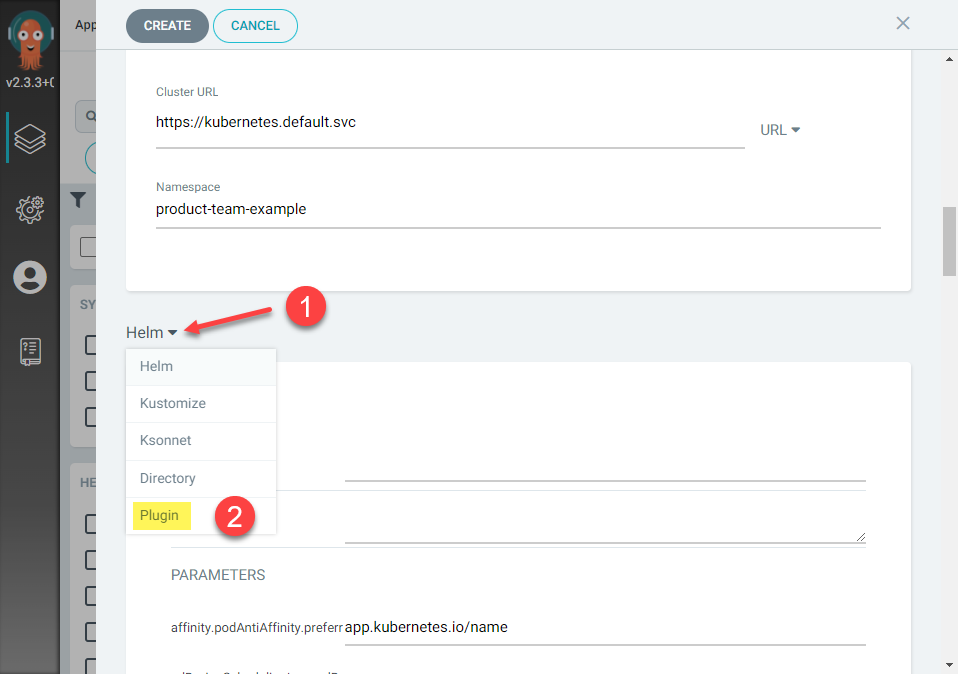 App
CREATE
CANCEL
v2.3.3+
Cluster URL
https://kubernetes.default.svc
URL
Namespace
product-team-example
SY
1
Helm
Helm
Kustomize
Ksonnet
Directory
HE
Plugin
2
PARAMETERS
affinity.podAntiAffinity.preferr
app.kubernetes.io/name